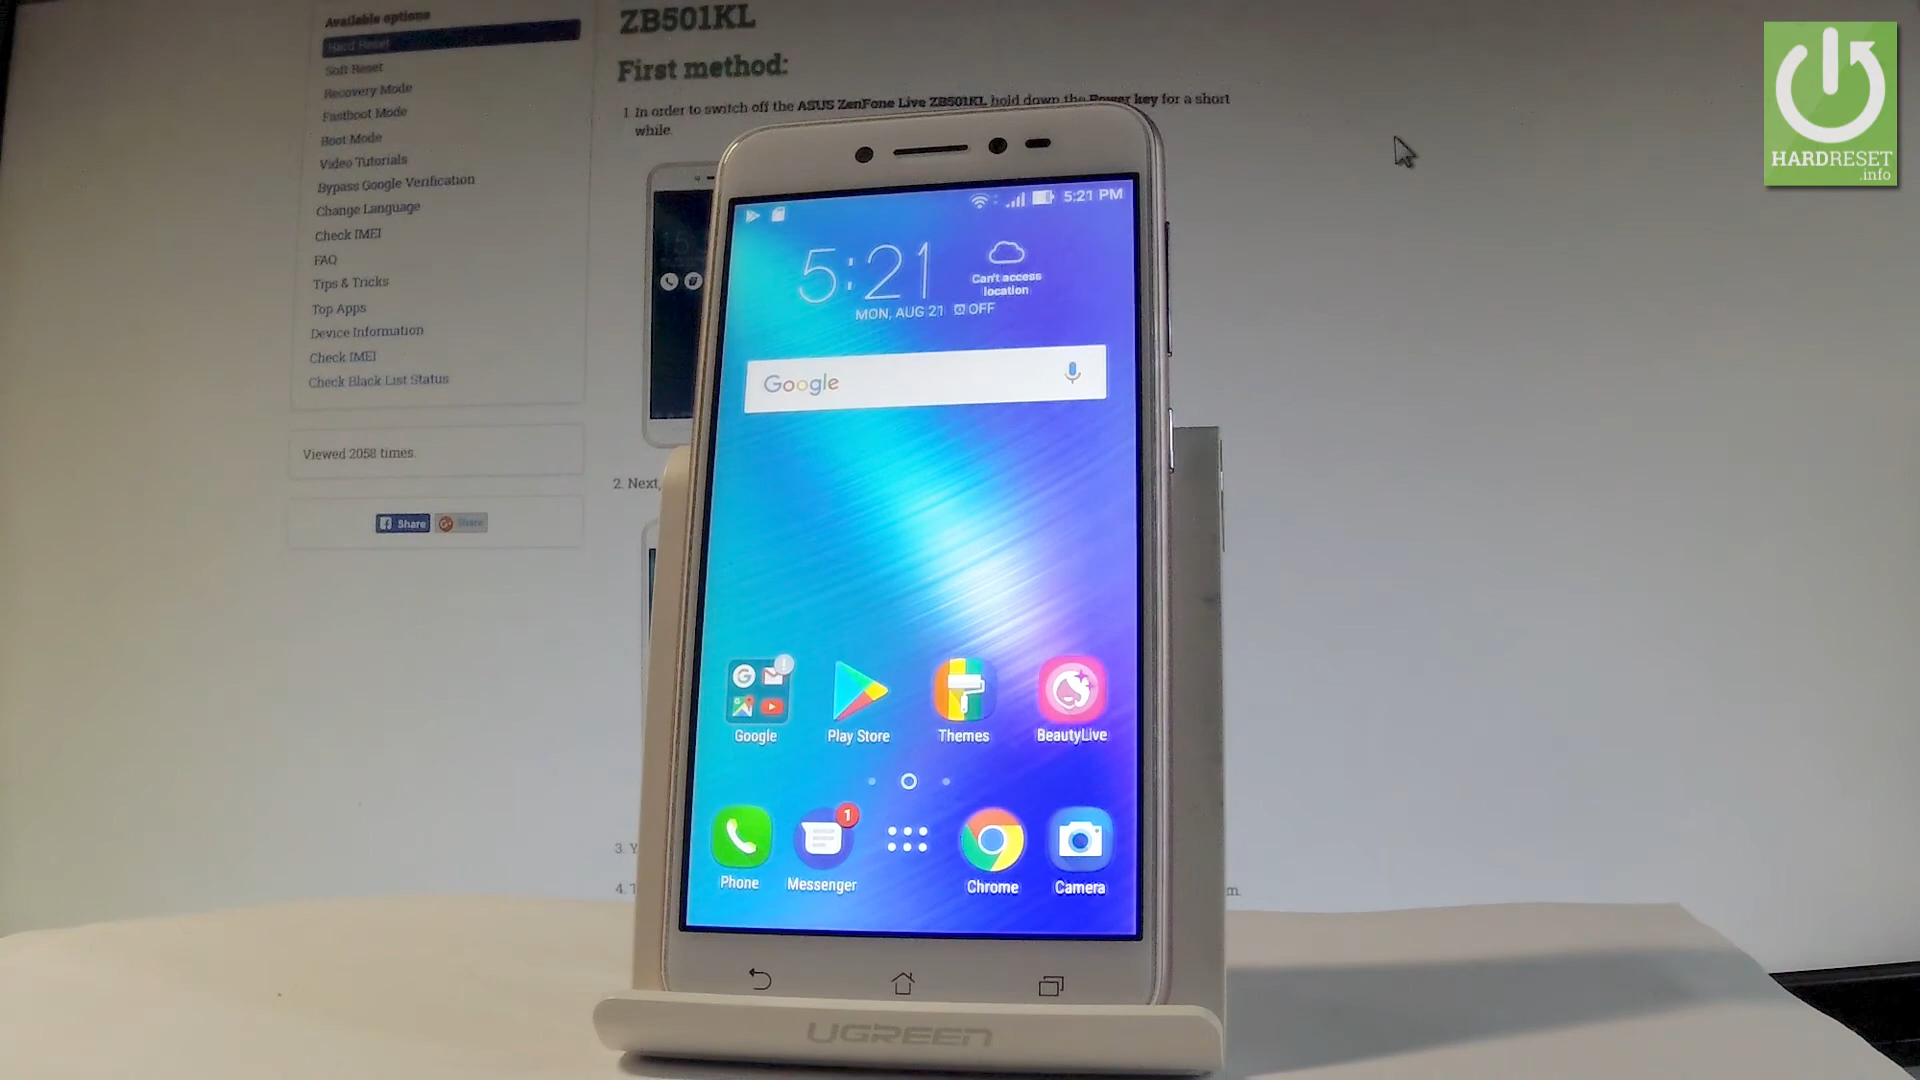 Available options
Hard Reset
Soft Reset
Recovery Mode
Fastboot Mode
Boot Mode
Video Tutorials
Bypass Google Verification
Change Language
Check IMEI
FAQ
Tips & Tricks
Top Apps
Device Information
Check IMEI
Check Black List Status
Viewed 2058 times.
Share
Share
ZB501KL
First method:
1. In order to switch off the ASUS ZenFone Live ZB501KL hold down the Power key for a short
while.
2. Next,
3. Y
4. T
m.
HARDRESET
.info
5:21 PM
5:21
Can't access
location
MON, AUG 21 OFF
Google
Google
Play Store
Themes
BeautyLive
1
Phone
Messenger
Chrome
Camera
UGREEN